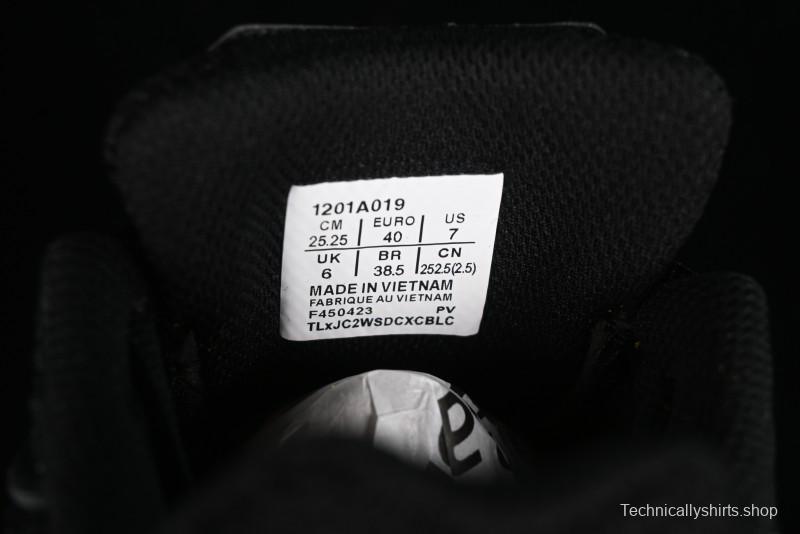 1201A019
CM EURO US
25.25 40 7
UK BR CN
6 38.5 252.5(2.5)
MADE IN VIETNAM
FABRIQUE AU VIETNAM
F450423 PV
TLxJC2WSDCXCBLC
Technicallyshirts.shop